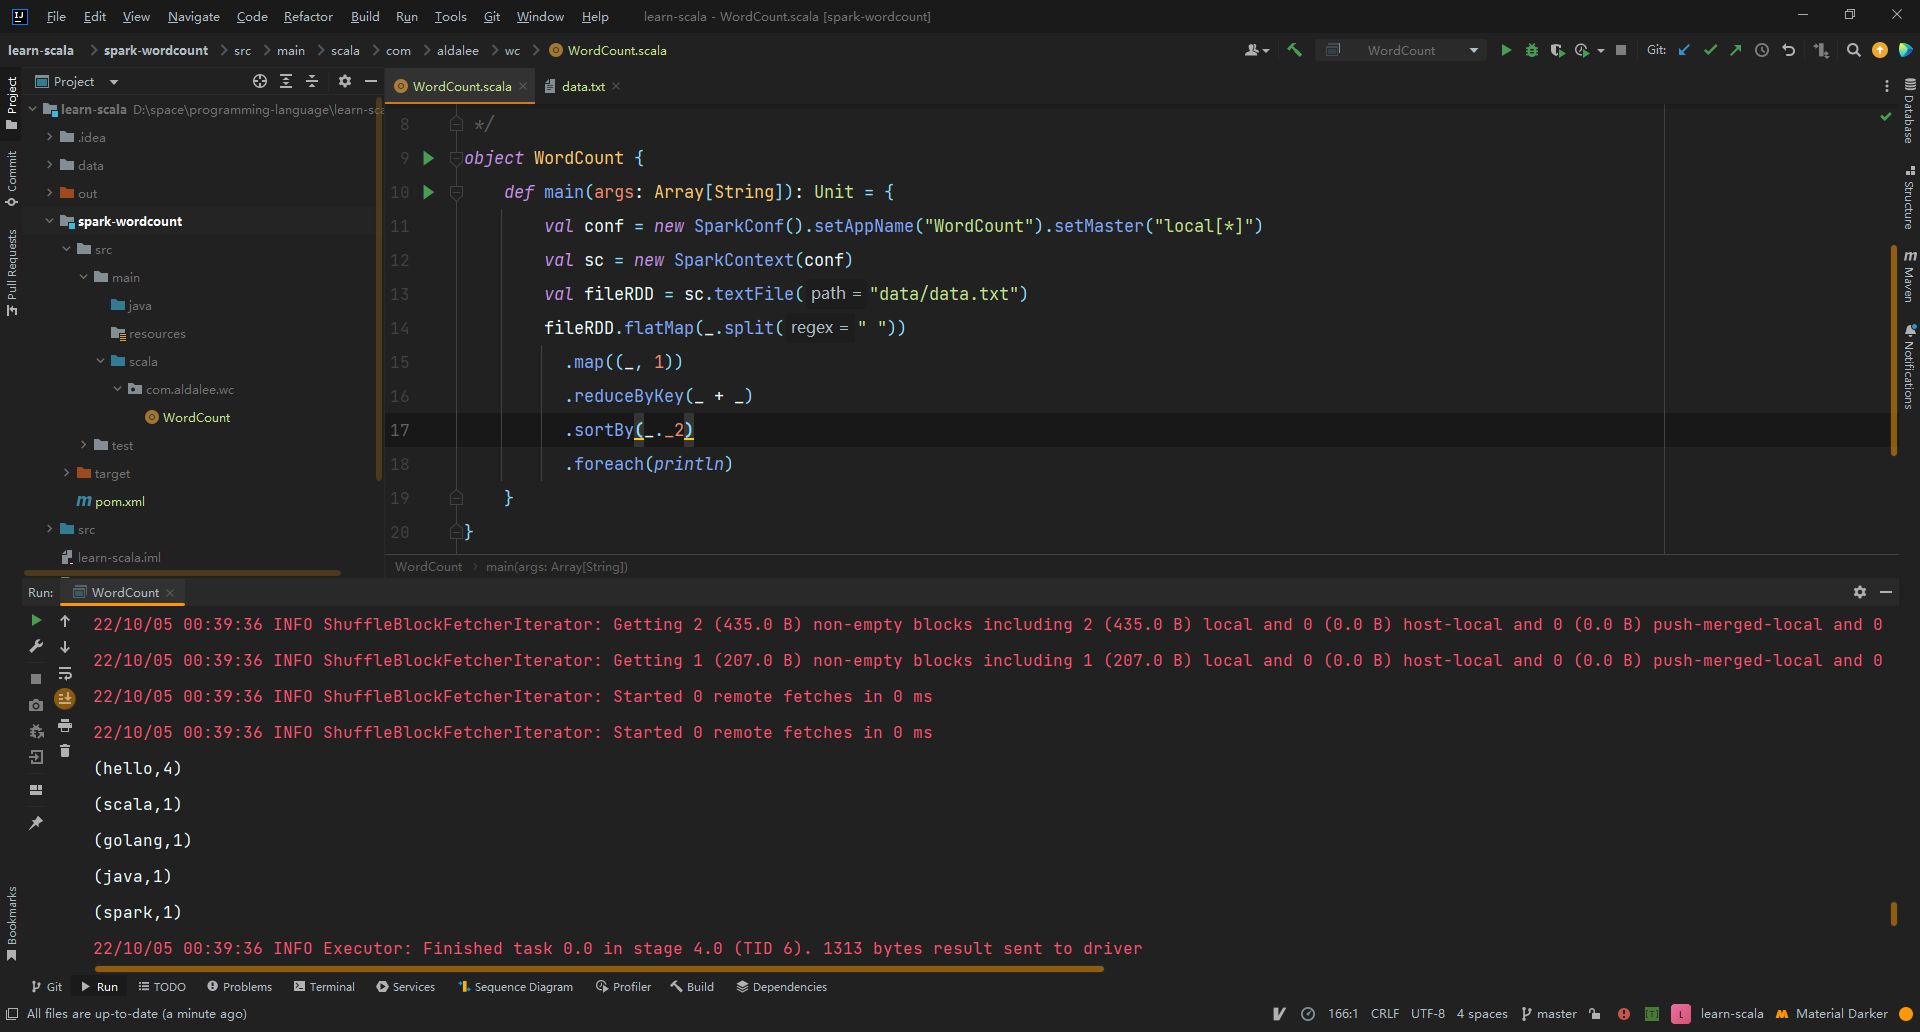 File Edit View Navigate Code Refactor Build Run Tools Git Window Help learn-scala - WordCount.scala [spark-wordcount]
learn-scala spark-wordcount src main scala com aldalee wc WordCount.scala WordCount Git:
Project
WordCount.scala data.txt
learn-scala D:\space\programming-language\learn-sc
.idea
data
out
spark-wordcount
src
main
java
resources
scala
com.aldalee.wc
WordCount
test
target
pom.xml
src
learn-scala.iml
Project
Commit
Pull Requests
Bookmarks
8 */
9 object WordCount {
10 def main(args: Array[String]): Unit = {
11 val conf = new SparkConf().setAppName("WordCount").setMaster("local[*]")
12 val sc = new SparkContext(conf)
13 val fileRDD = sc.textFile( path = "data/data.txt")
14 fileRDD.flatMap(_.split( regex = " "))
15 .map((_, 1))
16 .reduceByKey(_ + _)
17 .sortBy(_._2)
18 .foreach(println)
19 }
20 }
WordCount main(args: Array[String])
Database
Structure
Maven
Notifications
Run: WordCount
22/10/05 00:39:36 INFO ShuffleBlockFetcherIterator: Getting 2 (435.0 B) non-empty blocks including 2 (435.0 B) local and 0 (0.0 B) host-local and 0 (0.0 B) push-merged-local and 0
22/10/05 00:39:36 INFO ShuffleBlockFetcherIterator: Getting 1 (207.0 B) non-empty blocks including 1 (207.0 B) local and 0 (0.0 B) host-local and 0 (0.0 B) push-merged-local and 0
22/10/05 00:39:36 INFO ShuffleBlockFetcherIterator: Started 0 remote fetches in 0 ms
22/10/05 00:39:36 INFO ShuffleBlockFetcherIterator: Started 0 remote fetches in 0 ms
(hello,4)
(scala,1)
(golang,1)
(java,1)
(spark,1)
22/10/05 00:39:36 INFO Executor: Finished task 0.0 in stage 4.0 (TID 6). 1313 bytes result sent to driver
Git Run TODO Problems Terminal Services Sequence Diagram Profiler Build Dependencies
All files are up-to-date (a minute ago) 166:1 CRLF UTF-8 4 spaces master learn-scala Material Darker